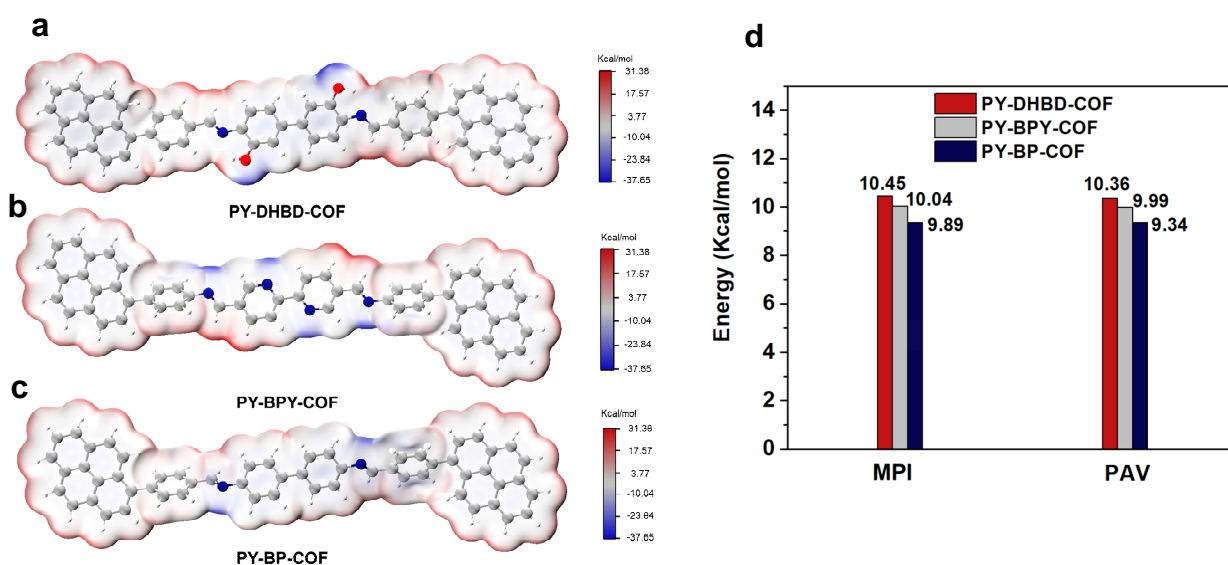 a
Kcal/mol
31.38
17.57
3.77
-10.04
-23.84
-37.65
PY-DHBD-COF
b
Kcal/mol
31.38
17.57
3.77
-10.04
-23.84
-37.65
PY-BPY-COF
c
Kcal/mol
31.38
17.57
3.77
-10.04
-23.84
-37.65
PY-BP-COF
d
Energy (Kcal/mol)
14
12
10
8
6
4
2
0
PY-DHBD-COF
PY-BPY-COF
PY-BP-COF
10.45
10.04
9.89
10.36
9.99
9.34
MPI
PAV